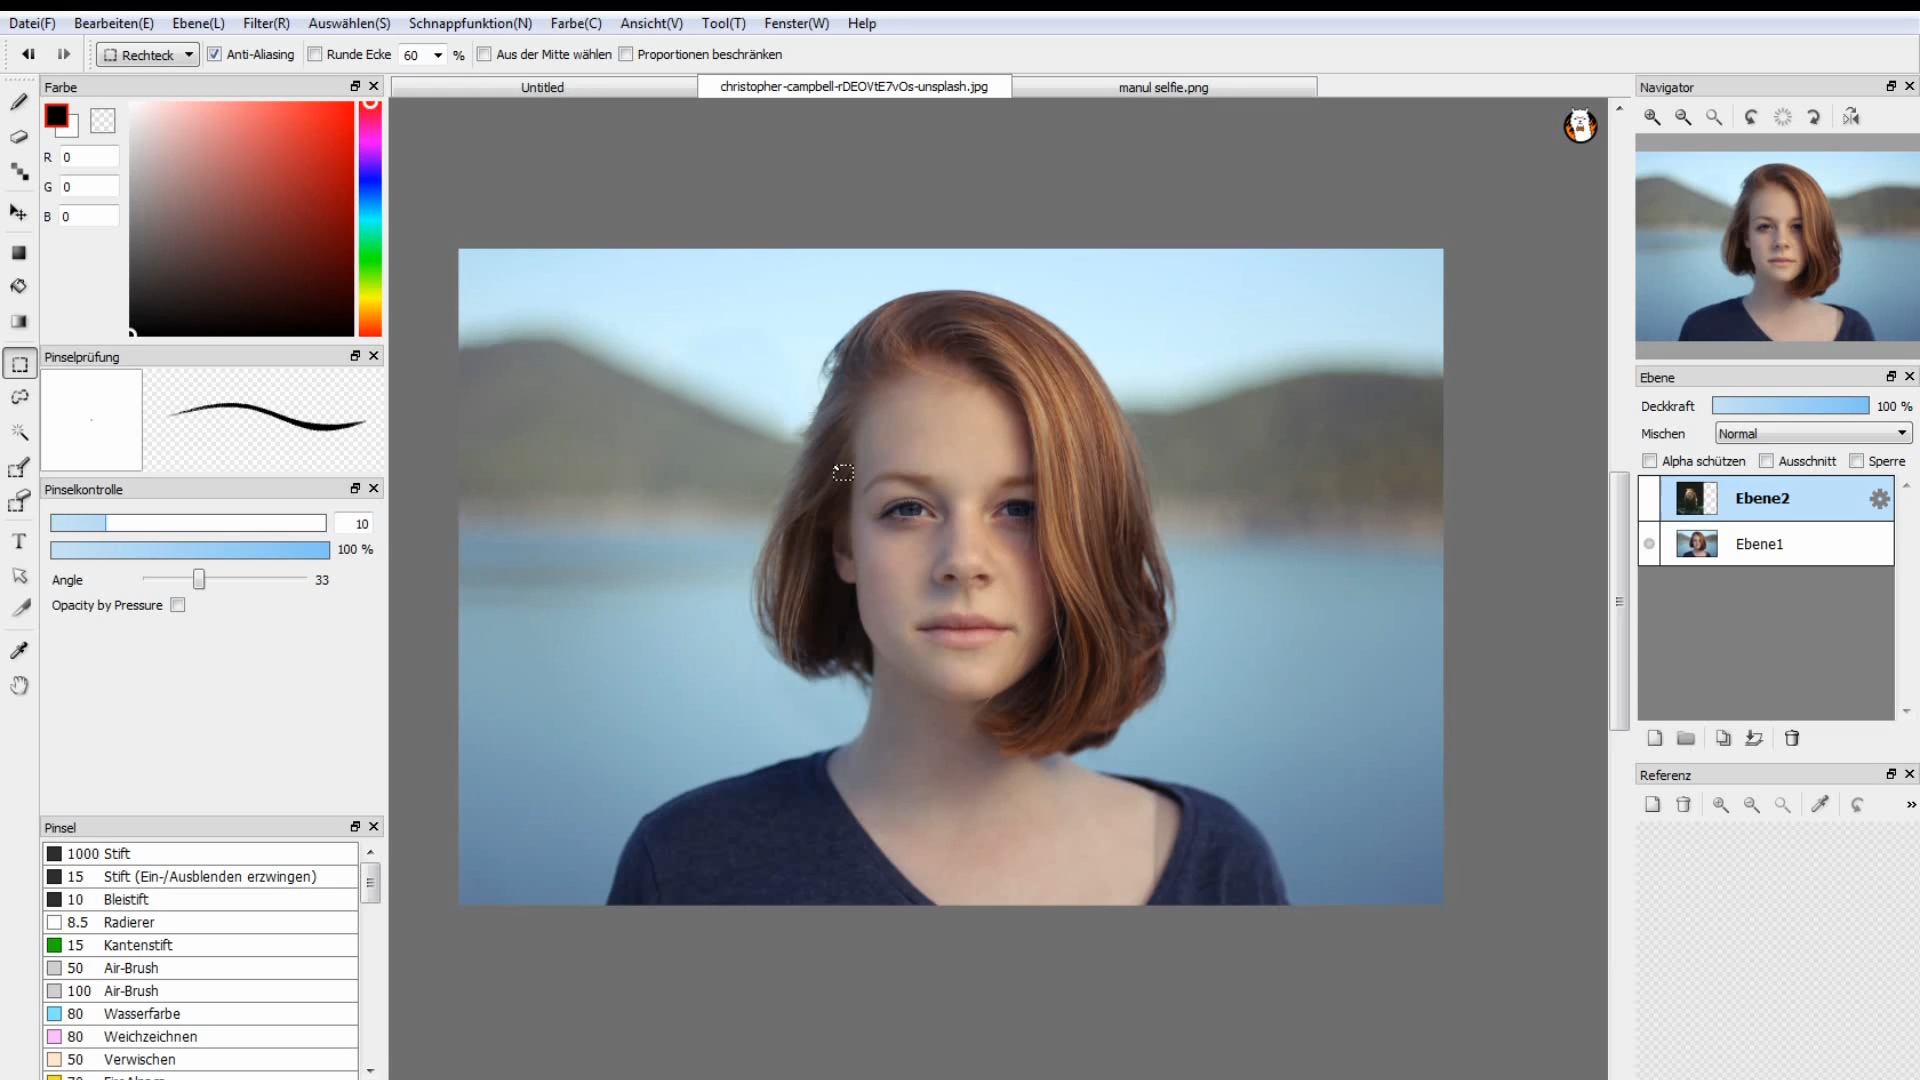 Datei(F) Bearbeiten(E) Ebene(L) Filter(R) Auswählen(S) Schnappfunktion(N) Farbe(C) Ansicht(V) Tool(T) Fenster(W) Help
Rechteck Anti-Aliasing Runde Ecke 60 % Aus der Mitte wählen Proportionen beschränken
Farbe
Untitled christopher-campbell-rDEOVtE7vOs-unsplash.jpg manul selfie.png
Navigator
R 0
G 0
B 0
Pinselprüfung
Ebene
Deckkraft 100 %
Mischen Normal
Alpha schützen Ausschnitt Sperre
Pinselkontrolle
Ebene2
10
Ebene1
100 %
Angle 33
Opacity by Pressure
T
Referenz
Pinsel
1000 Stift
15 Stift (Ein-/Ausblenden erzwingen)
10 Bleistift
8.5 Radierer
15 Kantenstift
50 Air-Brush
100 Air-Brush
80 Wasserfarbe
80 Weichzeichnen
50 Verwischen